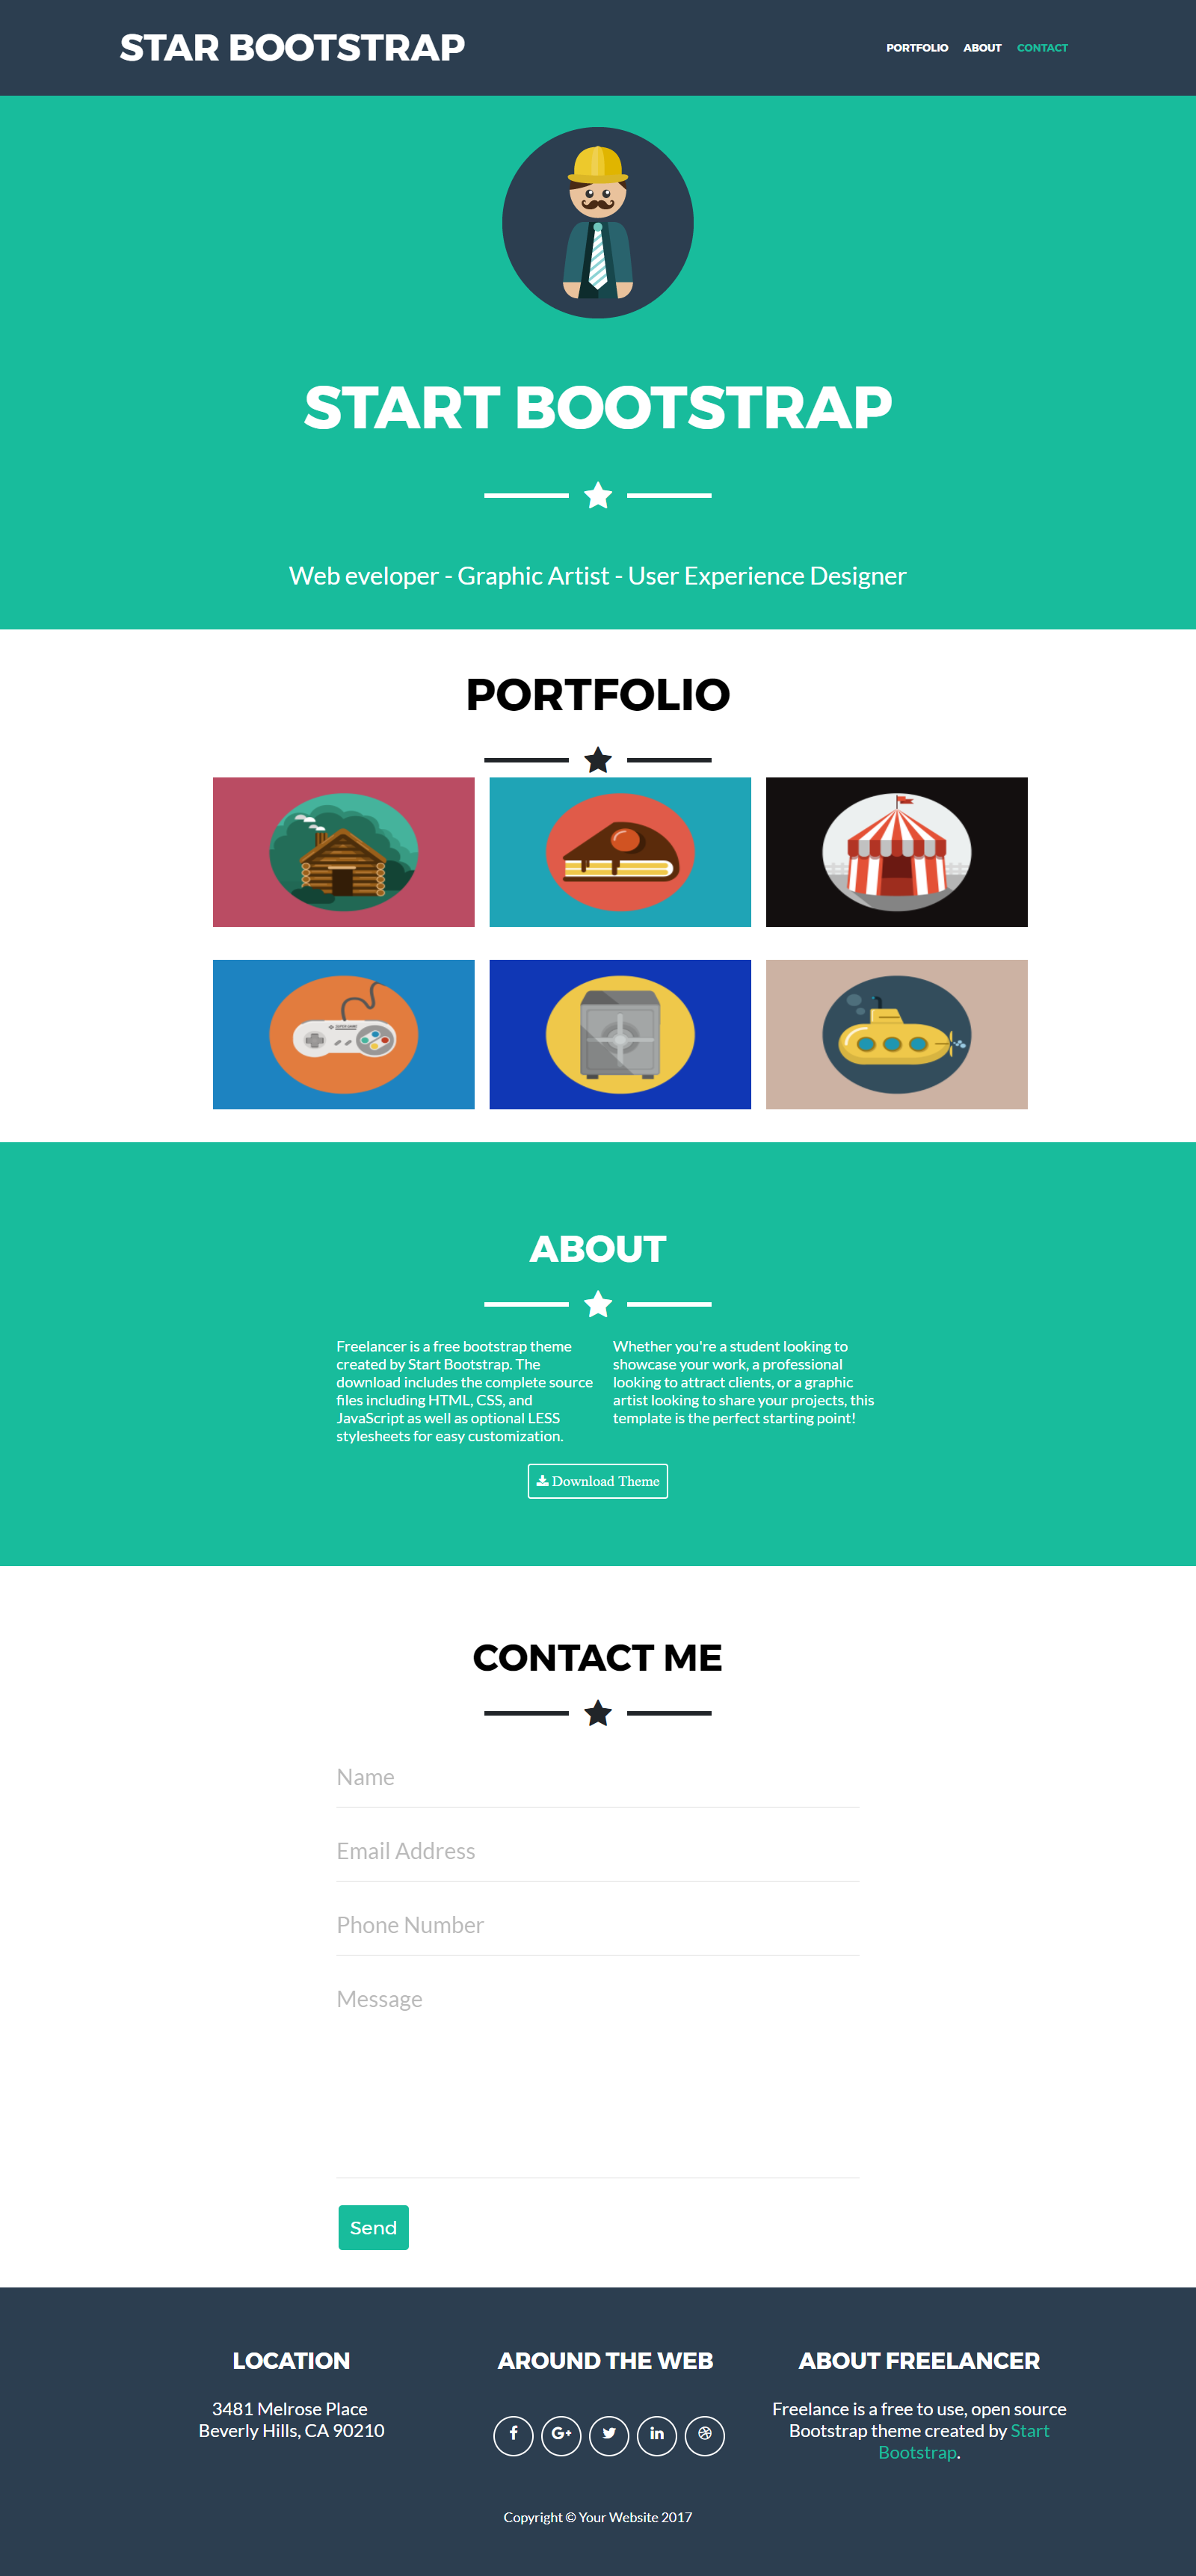 STAR BOOTSTRAP
PORTFOLIO ABOUT CONTACT
START BOOTSTRAP
Web eveloper - Graphic Artist - User Experience Designer
PORTFOLIO
ABOUT
Freelancer is a free bootstrap theme
created by Start Bootstrap. The
download includes the complete source
files including HTML, CSS, and
JavaScript as well as optional LESS
stylesheets for easy customization.
Whether you're a student looking to
showcase your work, a professional
looking to attract clients, or a graphic
artist looking to share your projects, this
template is the perfect starting point!
Download Theme
CONTACT ME
Name
Email Address
Phone Number
Message
Send
LOCATION
3481 Melrose Place
Beverly Hills, CA 90210
AROUND THE WEB
ABOUT FREELANCER
Freelance is a free to use, open source
Bootstrap theme created by Start
Bootstrap.
Copyright © Your Website 2017